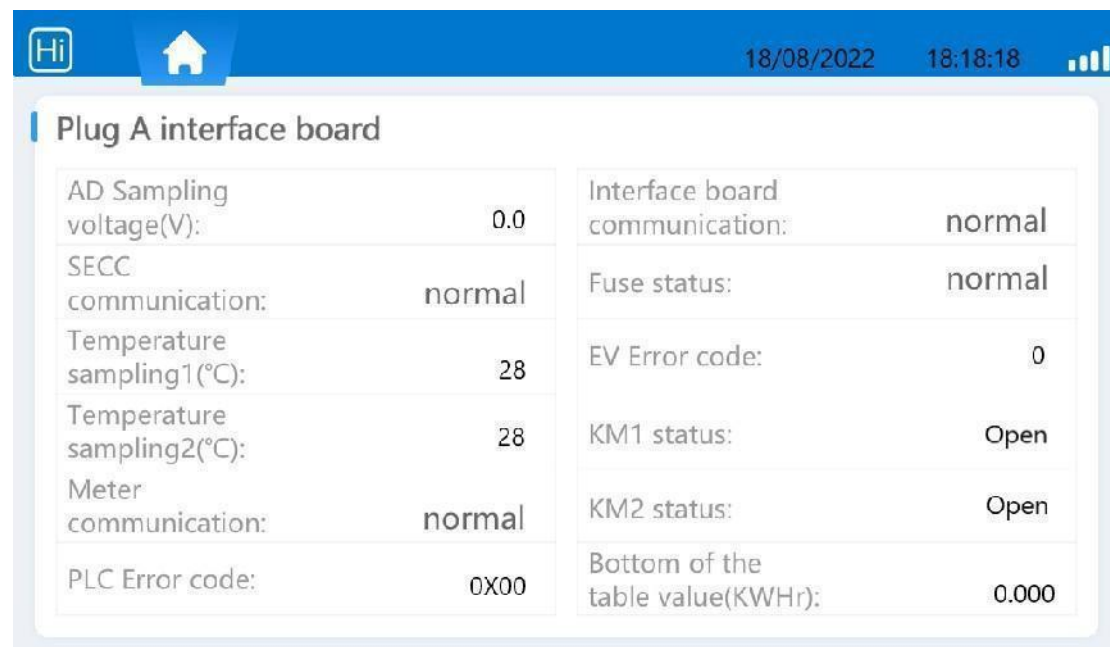 Hi
18/08/2022 18:18:18
Plug A interface board
AD Sampling
voltage(V): 0.0
SECC
communication: normal
Temperature
sampling1(°C): 28
Temperature
sampling2(°C): 28
Meter
communication: normal
PLC Error code: 0X00
Interface board
communication: normal
Fuse status: normal
EV Error code: 0
KM1 status: Open
KM2 status: Open
Bottom of the
table value(KWHr): 0.000